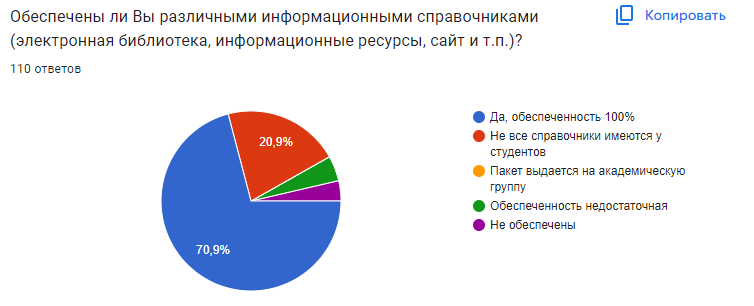 Обеспечены ли Вы различными информационными справочниками
(электронная библиотека, информационные ресурсы, сайт и т.п.)?
Копировать
110 ответов
20,9%
70,9%
Да, обеспеченность 100%
Не все справочники имеются у
студентов
Пакет выдается на академическую
группу
Обеспеченность недостаточная
Не обеспечены